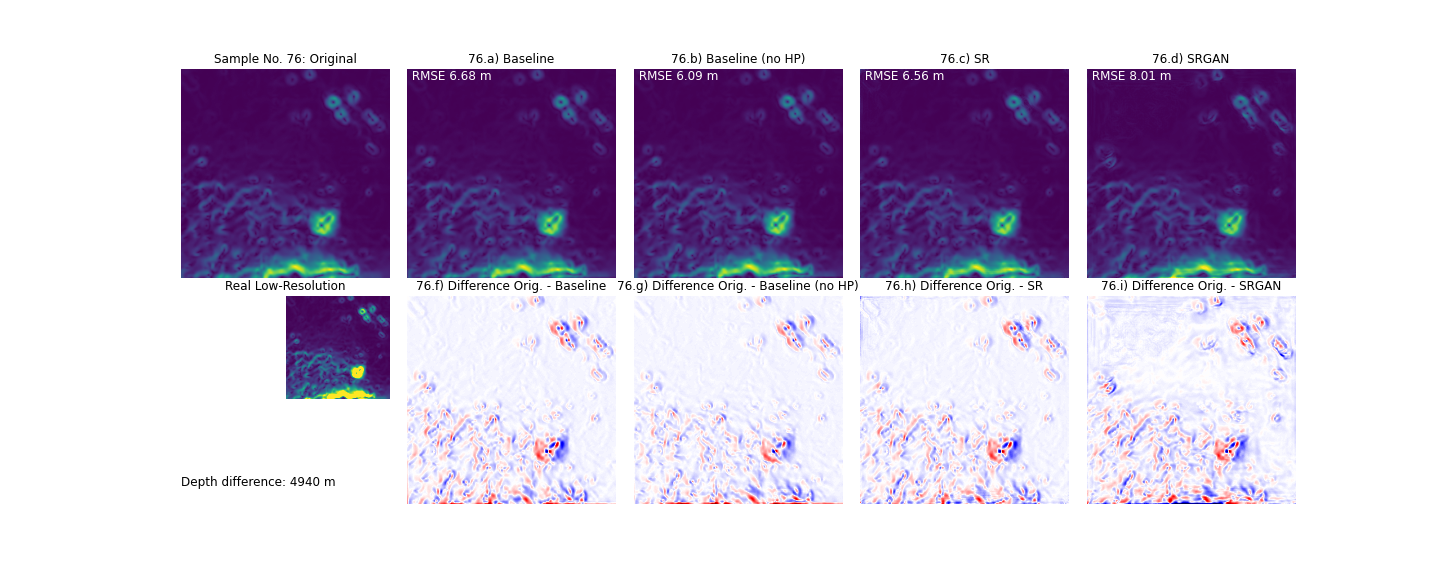 Sample No. 76: Original
76.a) Baseline
76.b) Baseline (no HP)
76.c) SR
76.d) SRGAN
RMSE 6.68 m
RMSE 6.09 m
RMSE 6.56 m
RMSE 8.01 m
Real Low-Resolution
76.f) Difference Orig. - Baseline
76.g) Difference Orig. - Baseline (no HP)
76.h) Difference Orig. - SR
76.i) Difference Orig. - SRGAN
Depth difference: 4940 m